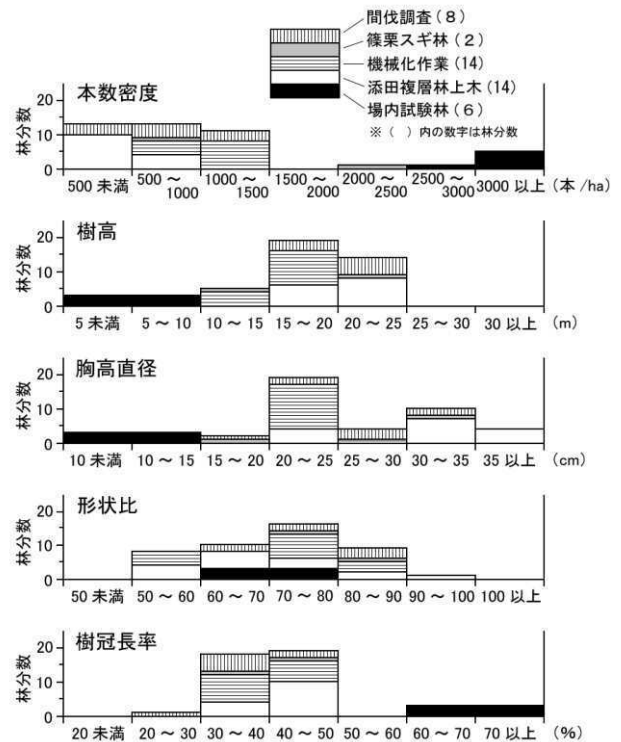 間伐調査(8)
篠栗スギ林(2)
機械化作業(14)
添田複層林上木(14)
場内試験林(6)
※( )内の数字は林分数
本数密度
林分数
20
10
0
500 未満 500 ～ 1000 1000 ～ 1500 1500 ～ 2000 2000 ～ 2500 2500 ～ 3000 3000 以上 (本 /ha)
樹高
林分数
20
10
0
5 未満 5 ～ 10 10 ～ 15 15 ～ 20 20 ～ 25 25 ～ 30 30 以上 (m)
胸高直径
林分数
20
10
0
10 未満 10 ～ 15 15 ～ 20 20 ～ 25 25 ～ 30 30 ～ 35 35 以上 (cm)
形状比
林分数
20
10
0
50 未満 50 ～ 60 60 ～ 70 70 ～ 80 80 ～ 90 90 ～ 100 100 以上
樹冠長率
林分数
20
10
0
20 未満 20 ～ 30 30 ～ 40 40 ～ 50 50 ～ 60 60 ～ 70 70 以上 (%)